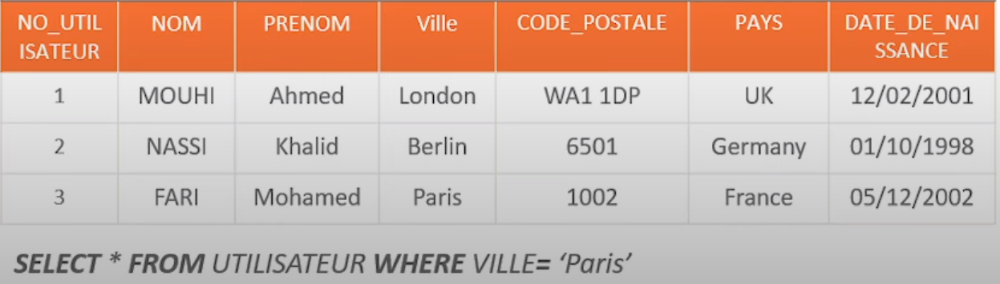 NO_UTIL
ISATEUR NOM PRENOM Ville CODE_POSTALE PAYS DATE_DE_NAI
SSANCE
1 MOUHI Ahmed London WA1 1DP UK 12/02/2001
2 NASSI Khalid Berlin 6501 Germany 01/10/1998
3 FARI Mohamed Paris 1002 France 05/12/2002
SELECT * FROM UTILISATEUR WHERE VILLE= ‘Paris’